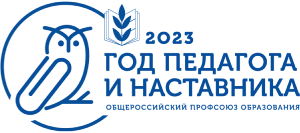 2023
ГОД ПЕДАГОГА
И НАСТАВНИКА
ОБЩЕРОССИЙСКИЙ ПРОФСОЮЗ ОБРАЗОВАНИЯ